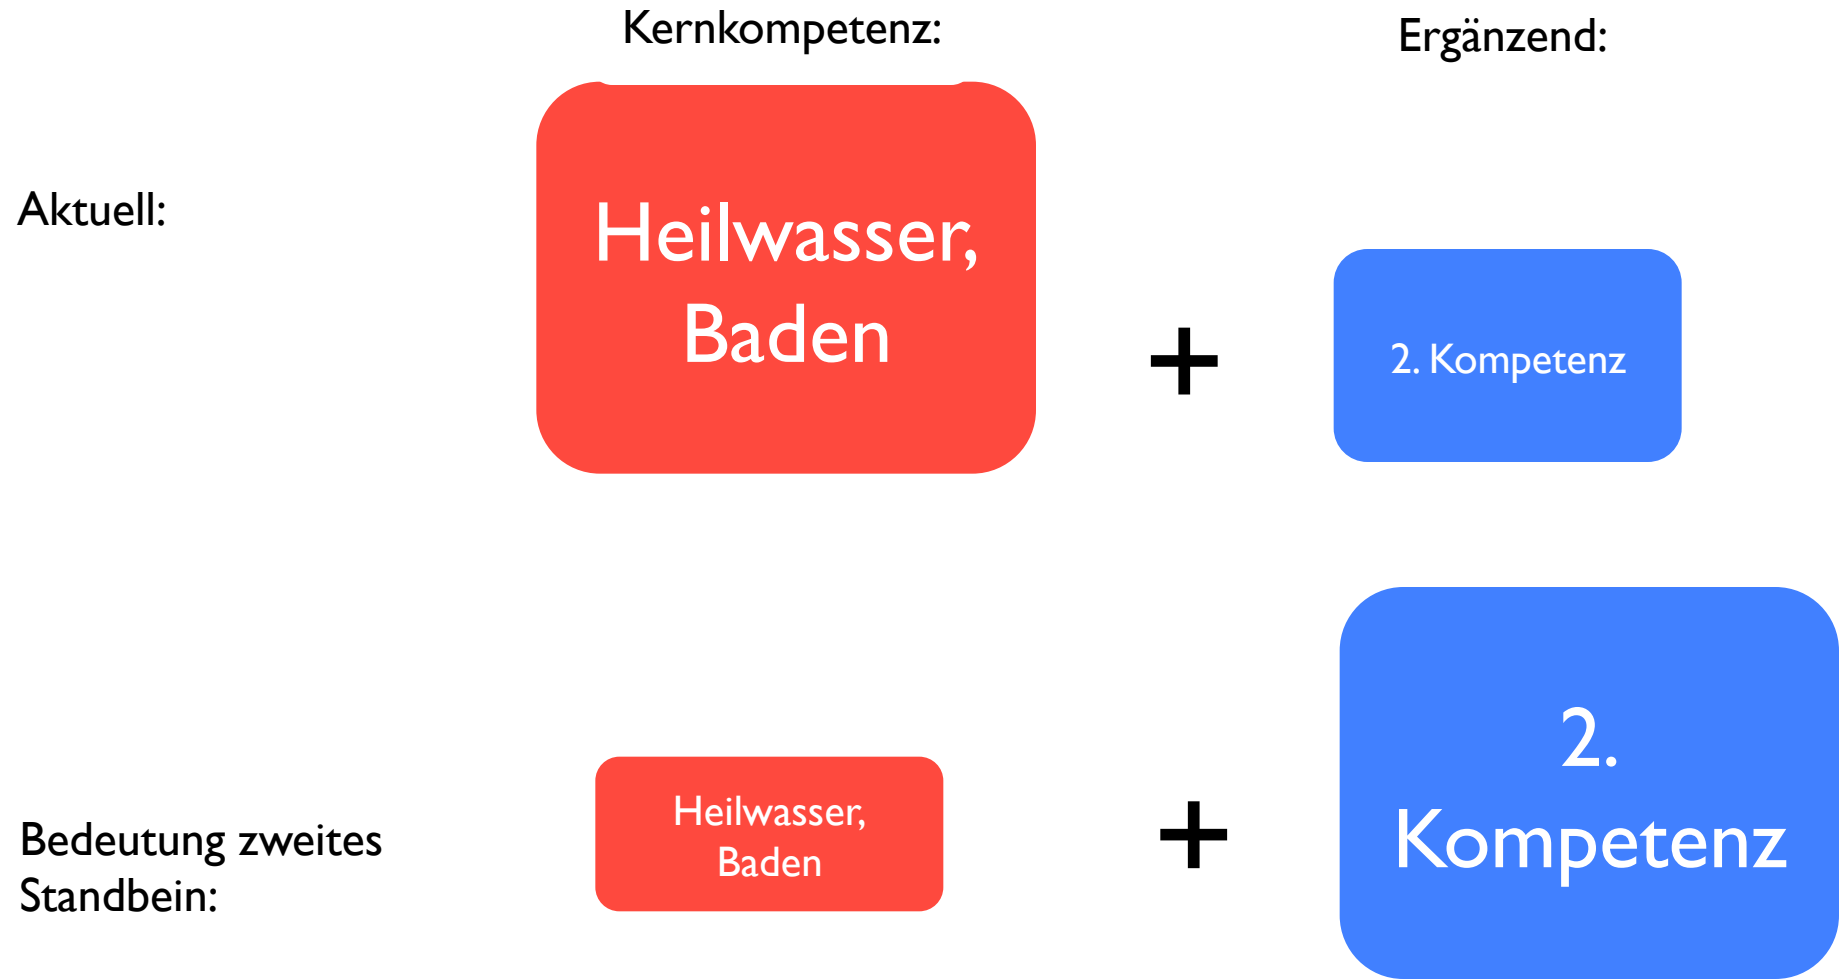 Kernkompetenz:
Ergänzend:
Aktuell:
Heilwasser,
Baden
+
2. Kompetenz
Bedeutung zweites
Standbein:
Heilwasser,
Baden
+
2.
Kompetenz